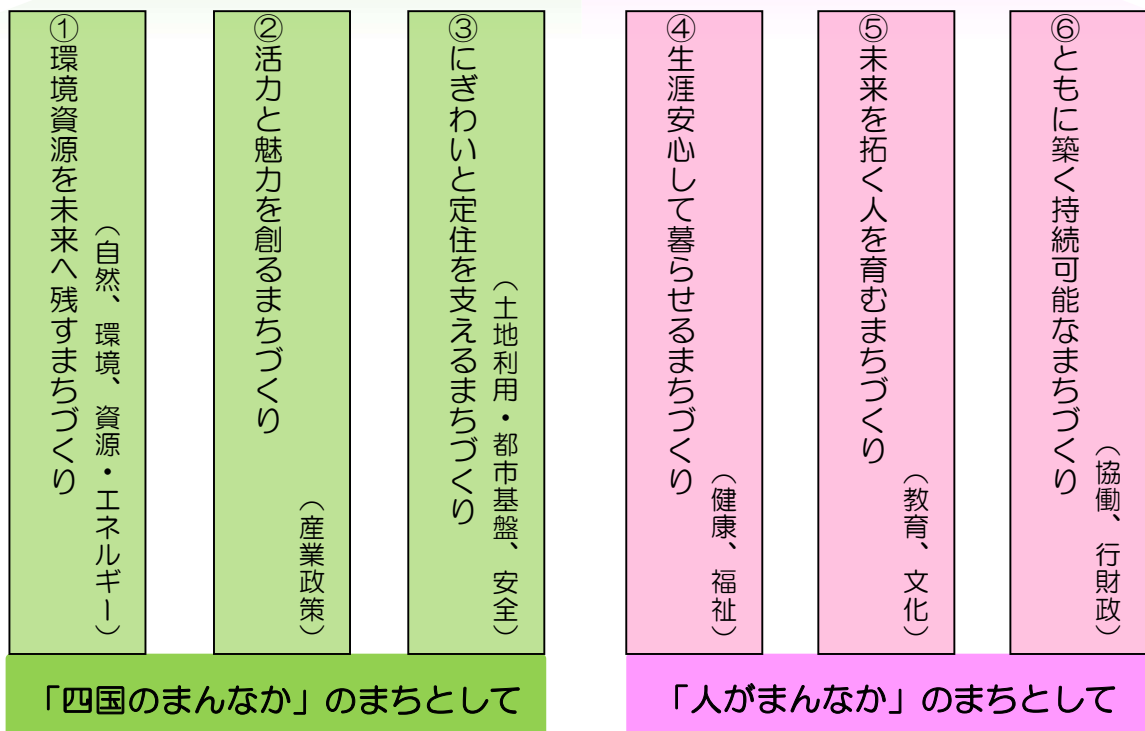 ①環境資源を未来へ残すまちづくり
（自然、環境、資源・エネルギー）
②活力と魅力を創るまちづくり
（産業政策）
③にぎわいと定住を支えるまちづくり
（土地利用・都市基盤、安全）
「四国のまんなか」のまちとして
④生涯安心して暮らせるまちづくり
（健康、福祉）
⑤未来を拓く人を育むまちづくり
（教育、文化）
⑥ともに築く持続可能なまちづくり
（協働、行財政）
「人がまんなか」のまちとして